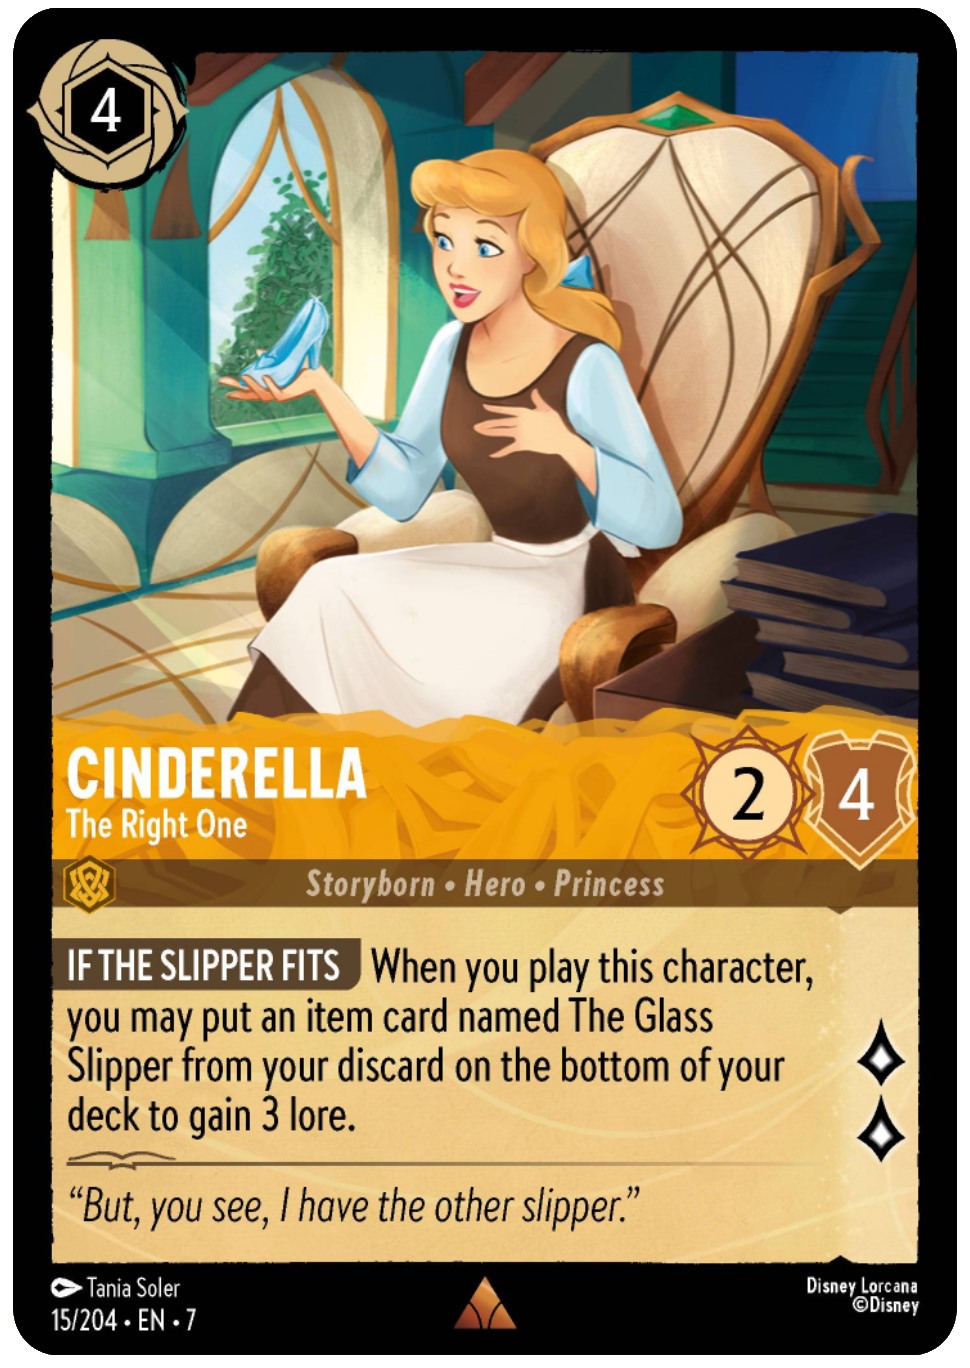 4
CINDERELLA
The Right One
2
4
Storyborn • Hero • Princess
IF THE SLIPPER FITS When you play this character,
you may put an item card named The Glass
Slipper from your discard on the bottom of your
deck to gain 3 lore.
“But, you see, I have the other slipper.”
Tania Soler
15/204 • EN • 7
Disney Lorcana
©Disney